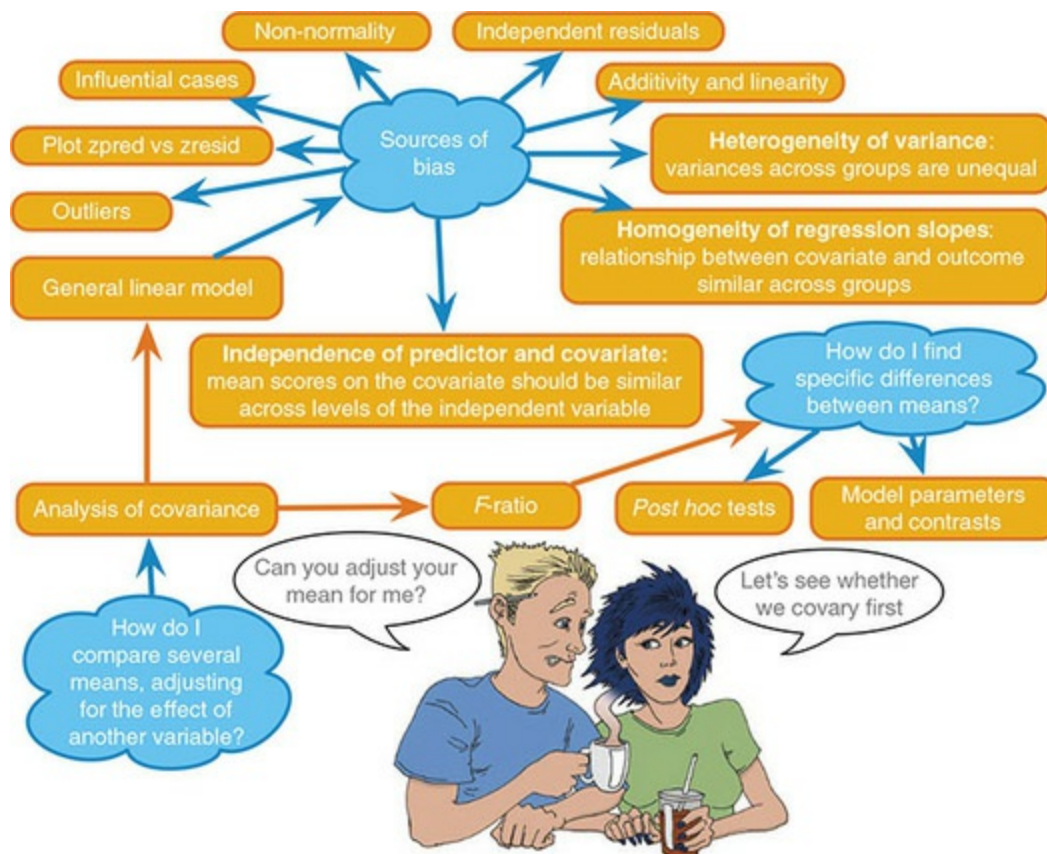 Non-normality
Independent residuals
Influential cases
Additivity and linearity
Sources of
bias
Plot zpred vs zresid
Heterogeneity of variance:
variances across groups are unequal
Outliers
Homogeneity of regression slopes:
relationship between covariate and outcome
similar across groups
General linear model
Independence of predictor and covariate:
mean scores on the covariate should be similar
across levels of the independent variable
How do I find
specific differences
between means?
Analysis of covariance
F-ratio
Post hoc tests
Model parameters
and contrasts
Can you adjust your
mean for me?
Let's see whether
we covary first
How do I
compare several
means, adjusting
for the effect of
another variable?